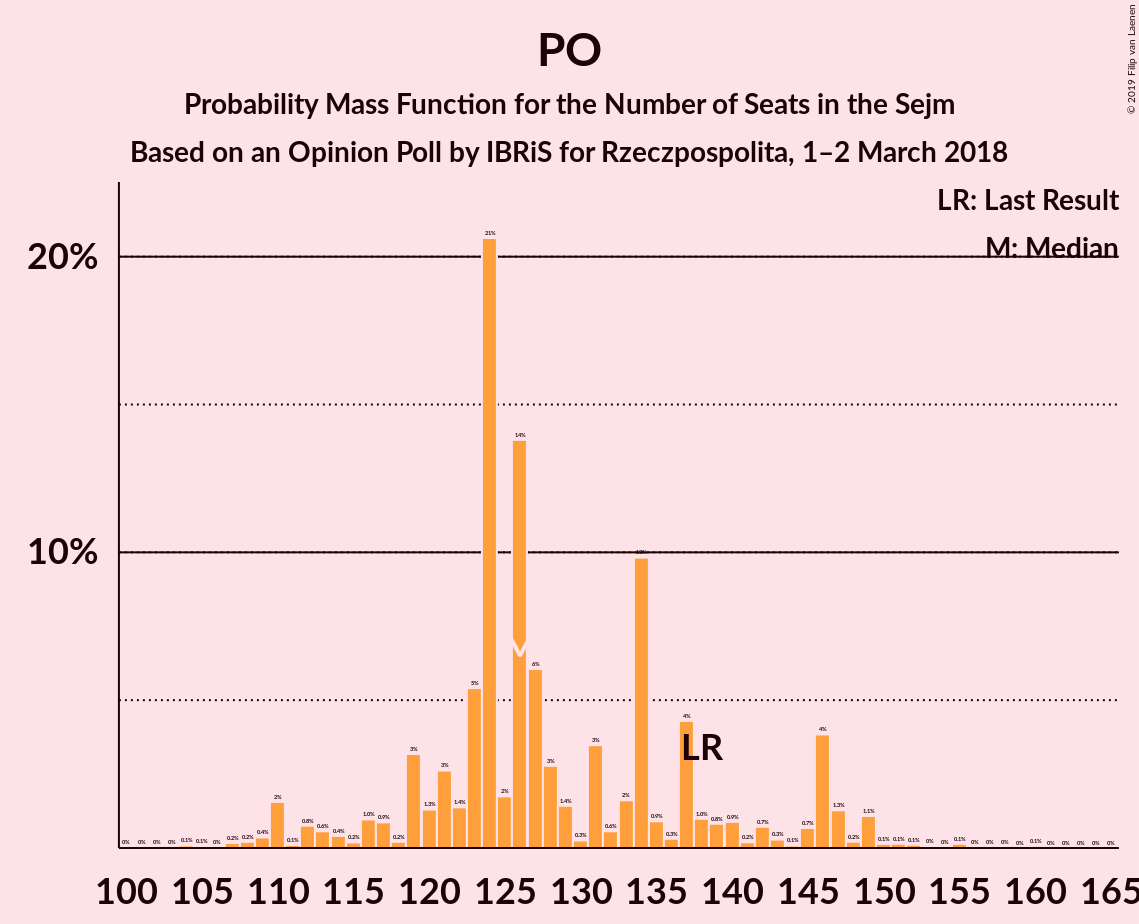 PO
Probability Mass Function for the Number of Seats in the Sejm
Based on an Opinion Poll by IBRiS for Rzeczpospolita, 1–2 March 2018
© 2019 Filip van Laenen
LR: Last Result
M: Median
20%
10%
0% 0% 0% 0% 0.1% 0.1% 0% 0.2% 0.2% 0.4% 2% 0.1% 0.8% 0.6% 0.4% 0.2% 1.0% 0.9% 0.2% 3% 1.3% 3% 1.4% 5% 21% 2% 14% 6% 3% 1.4% 0.3% 3% 0.6% 2% 10% 0.9% 0.3% 4% 1.0% 0.8% 0.9% 0.2% 0.7% 0.3% 0.1% 0.7% 4% 1.3% 0.2% 1.1% 0.1% 0.1% 0.1% 0% 0% 0.1% 0% 0% 0% 0% 0.1% 0% 0% 0% 0% 0%
M
LR
100 105 110 115 120 125 130 135 140 145 150 155 160 165